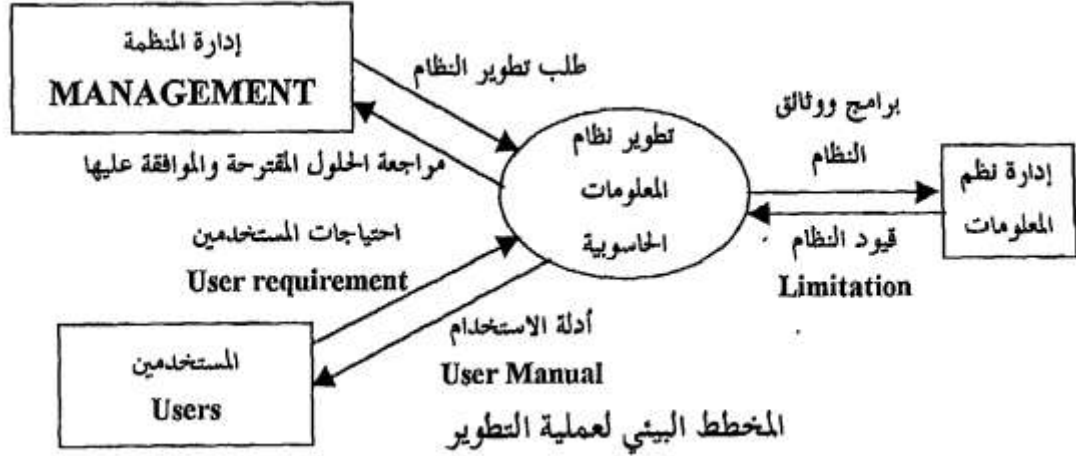 إدارة المنظمة
MANAGEMENT
طلب تطوير النظام
مراجعة الحلول المقترحة والموافقة عليها
تطوير نظام
المعلومات
الحاسوبية
برامج ووثائق
النظام
إدارة نظم
المعلومات
قيود النظام
Limitation
احتياجات المستخدمين
User requirement
أدلة الاستخدام
User Manual
المستخدمين
Users
المخطط البيئي لعملية التطوير